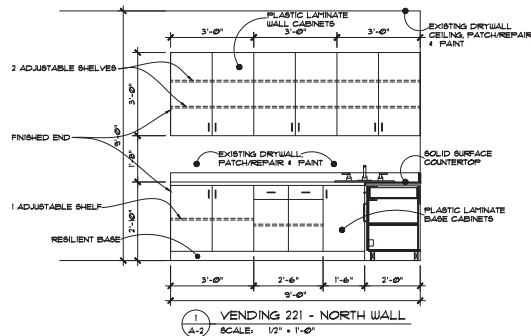 PLASTIC LAMINATE
WALL CABINETS
EXISTING DRYWALL
CEILING, PATCH/REPAIR
& PAINT
3'-0"
3'-0"
3'-0"
2 ADJUSTABLE SHELVES
3'-0"
9'-0"
FINISHED END
1'-8"
EXISTING DRYWALL,
PATCH/REPAIR & PAINT
SOLID SURFACE
COUNTERTOP
1 ADJUSTABLE SHELF
2'-10"
PLASTIC LAMINATE
BASE CABINETS
RESILIENT BASE
3'-0"
2'-6"
1'-6"
2'-0"
9'-0"
1
A-2
VENDING 221 - NORTH WALL
SCALE: 1/2" = 1'-0"